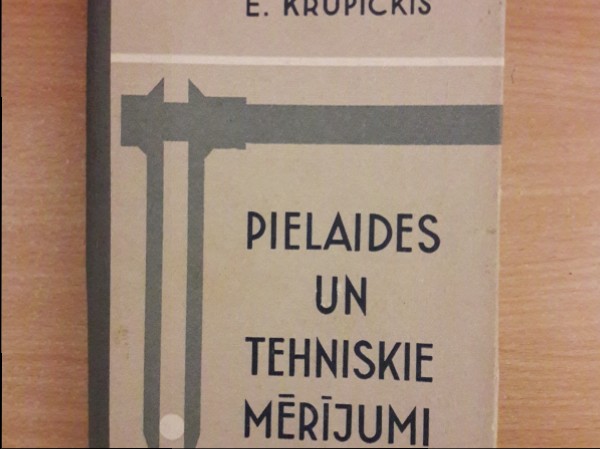 E. KRUPICKIS
PIELAIDES
UN
TEHNISKIE
MĒRĪJUMI